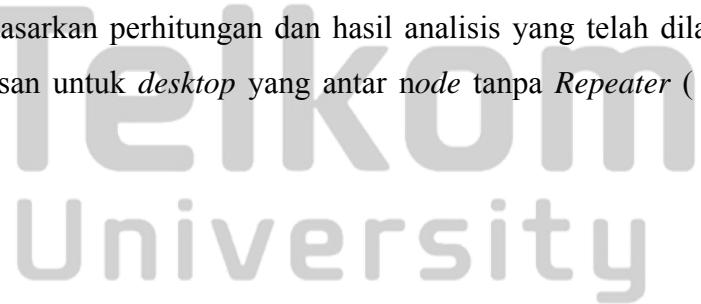 asarkan perhitungan dan hasil analisis yang telah dila
san untuk desktop yang antar node tanpa Repeater (
Telkom
University